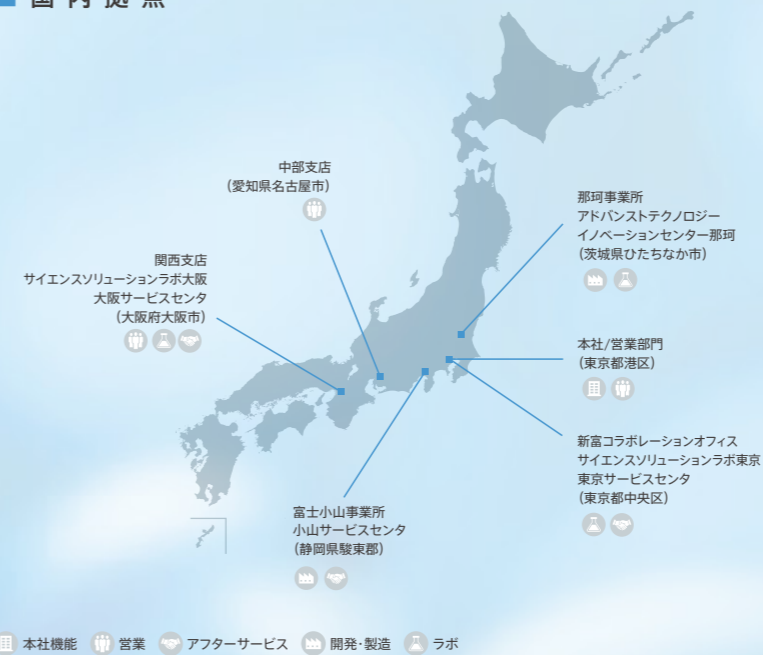 国内拠点
中部支店
(愛知県名古屋市)
関西支店
サイエンスソリューションラボ大阪
大阪サービスセンタ
(大阪府大阪市)
那珂事業所
アドバンストテクノロジー
イノベーションセンター那珂
(茨城県ひたちなか市)
本社/営業部門
(東京都港区)
新富コラボレーションオフィス
サイエンスソリューションラボ東京
東京サービスセンタ
(東京都中央区)
富士小山事業所
小山サービスセンタ
(静岡県駿東郡)
本社機能 営業 アフターサービス 開発・製造 ラボ